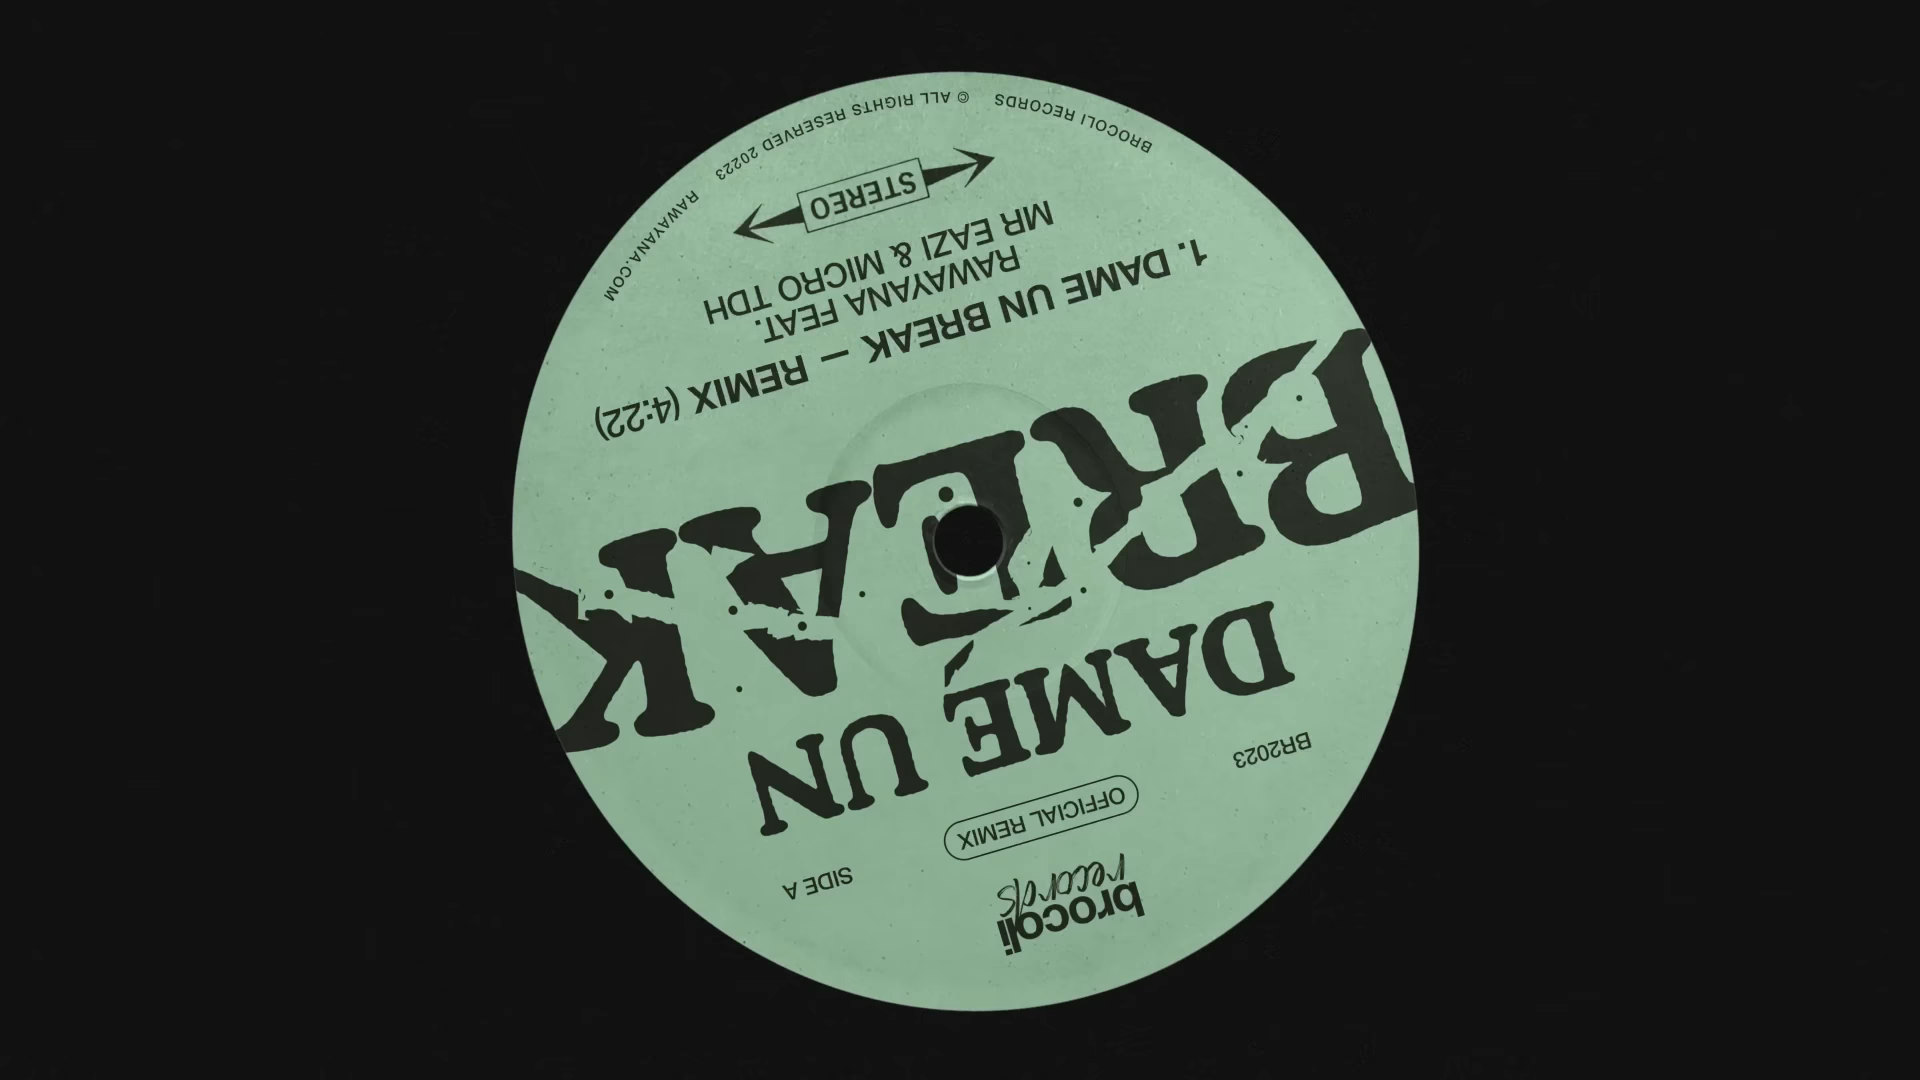 brocoli
records
OFFICIAL REMIX
BR2023
SIDE A
DAME UN
BREAK
1. DAME UN BREAK — REMIX (4:22)
RAWAYANA FEAT.
MR EAZI & MICRO TDH
STEREO
RAWAYANA.COM
© ALL RIGHTS RESERVED 20223
BROCOLI RECORDS